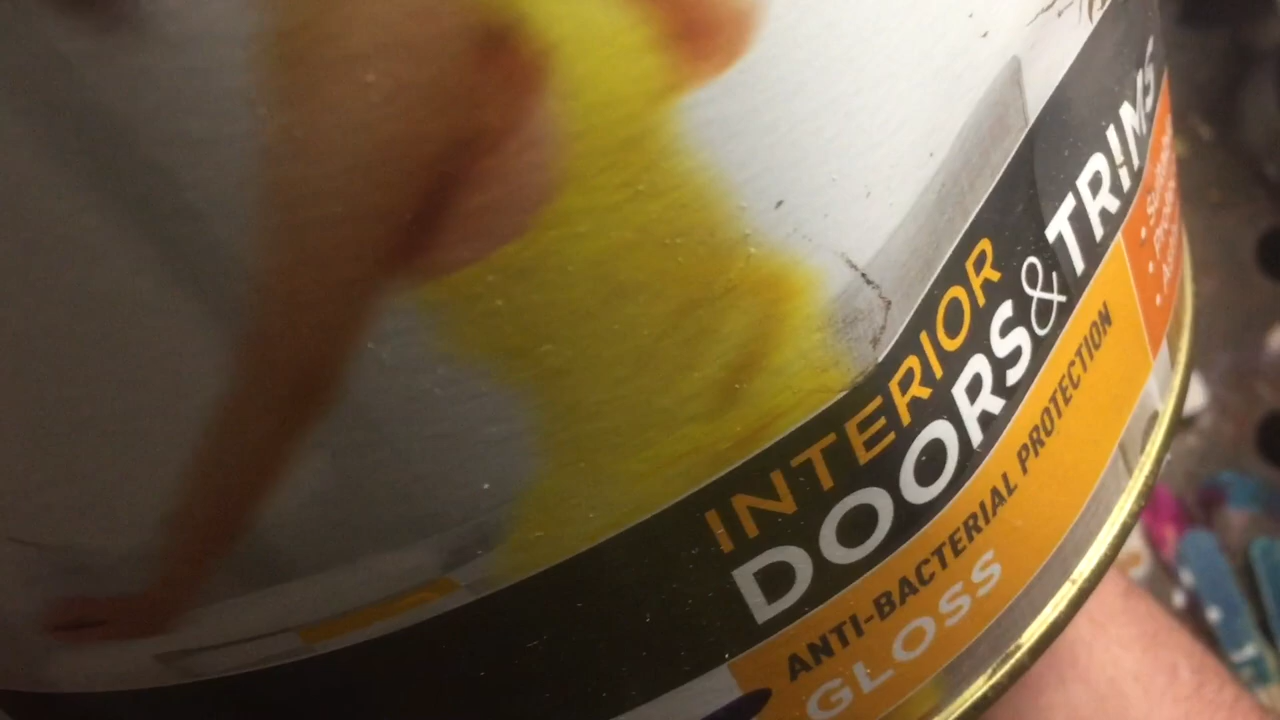 INTERIOR
DOORS & TRIMS
ANTI-BACTERIAL PROTECTION
GLOSS